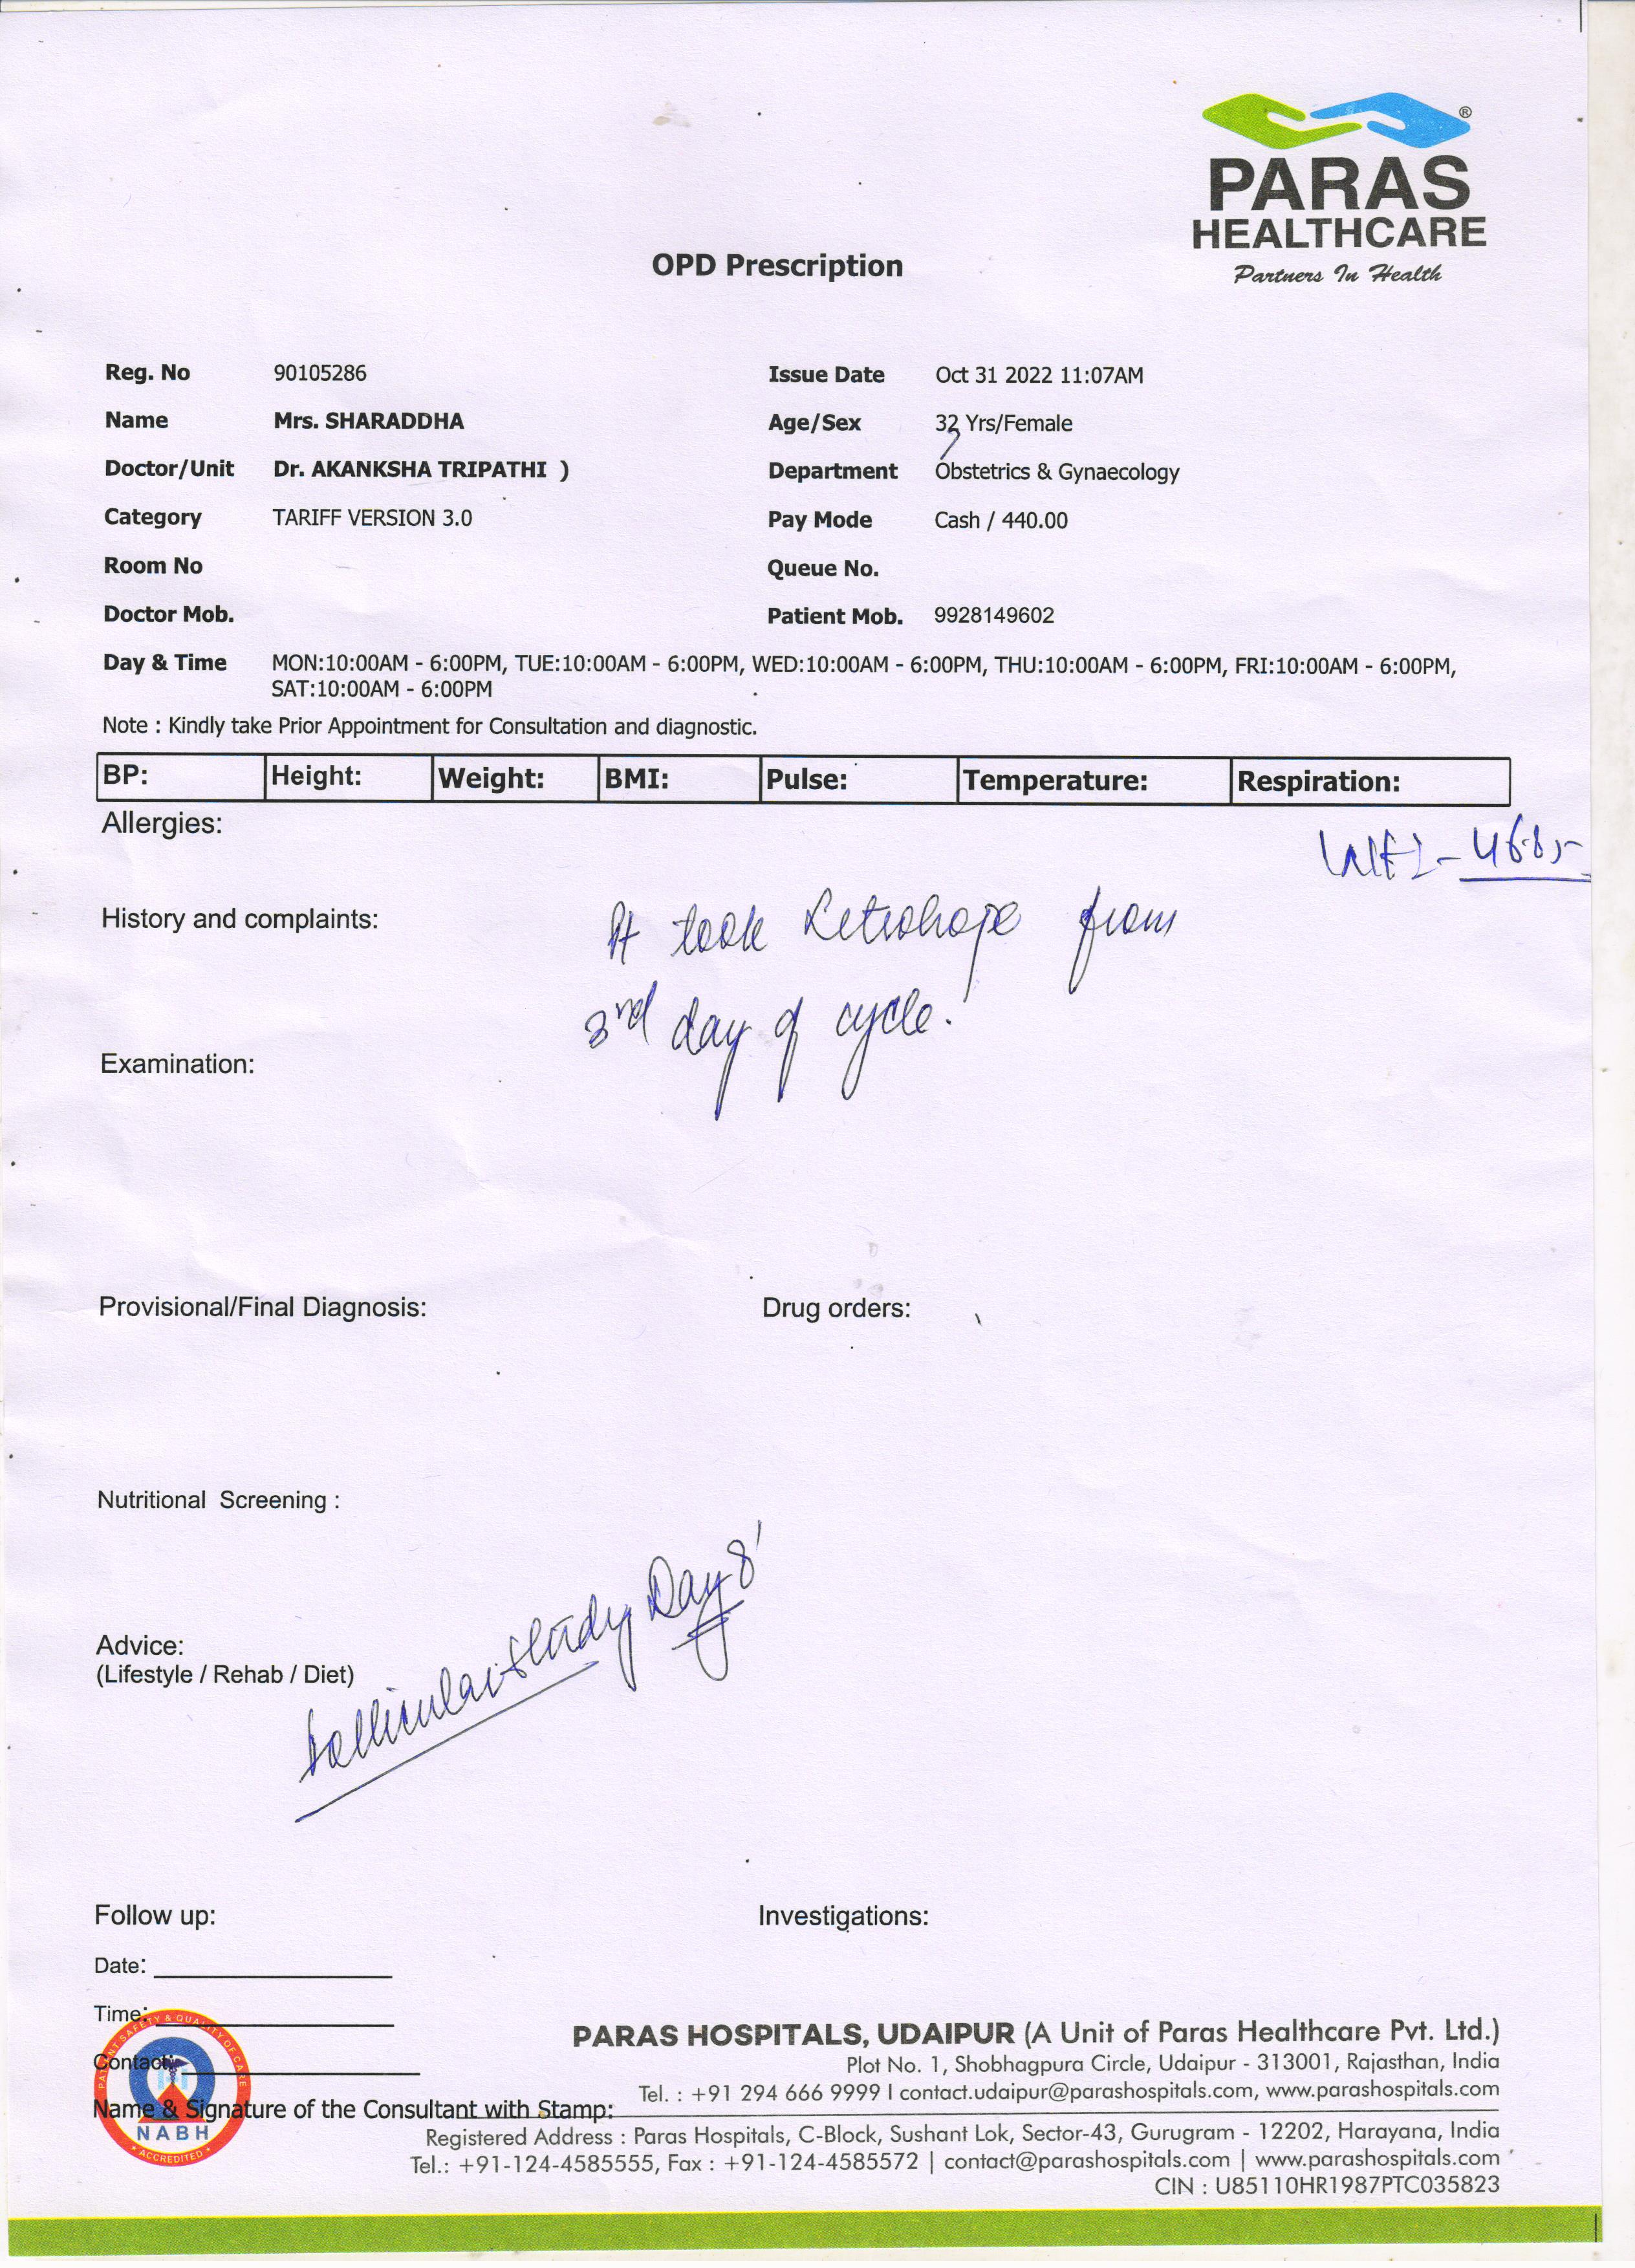 PARAS
HEALTHCARE
Partners In Health
OPD Prescription
Reg. No 90105286 Issue Date Oct 31 2022 11:07AM
Name Mrs. SHARADDHA Age/Sex 32 Yrs/Female
Doctor/Unit Dr. AKANKSHA TRIPATHI ) Department Obstetrics & Gynaecology
Category TARIFF VERSION 3.0 Pay Mode Cash / 440.00
Room No Queue No.
Doctor Mob. Patient Mob. 9928149602
Day & Time MON:10:00AM - 6:00PM, TUE:10:00AM - 6:00PM, WED:10:00AM - 6:00PM, THU:10:00AM - 6:00PM, FRI:10:00AM - 6:00PM,
SAT:10:00AM - 6:00PM
Note : Kindly take Prior Appointment for Consultation and diagnostic.
BP: Height: Weight: BMI: Pulse: Temperature: Respiration:
Allergies:
History and complaints: took from
3rd day of cycle.
Examination:
Provisional/Final Diagnosis: Drug orders:
Nutritional Screening :
Advice:
(Lifestyle / Rehab / Diet)
follicular study Day 8
Follow up: Investigations:
Date:
Time:
Contact:
Name & Signature of the Consultant with Stamp:
PATIENT SAFETY & QUALITY OF CARE
NABH
ACCREDITED
PARAS HOSPITALS, UDAIPUR (A Unit of Paras Healthcare Pvt. Ltd.)
Plot No. 1, Shobhagpura Circle, Udaipur - 313001, Rajasthan, India
Tel. : +91 294 666 9999 | contact.udaipur@parashospitals.com, www.parashospitals.com
Registered Address : Paras Hospitals, C-Block, Sushant Lok, Sector-43, Gurugram - 12202, Harayana, India
Tel.: +91-124-4585555, Fax : +91-124-4585572 | contact@parashospitals.com | www.parashospitals.com
CIN : U85110HR1987PTC035823